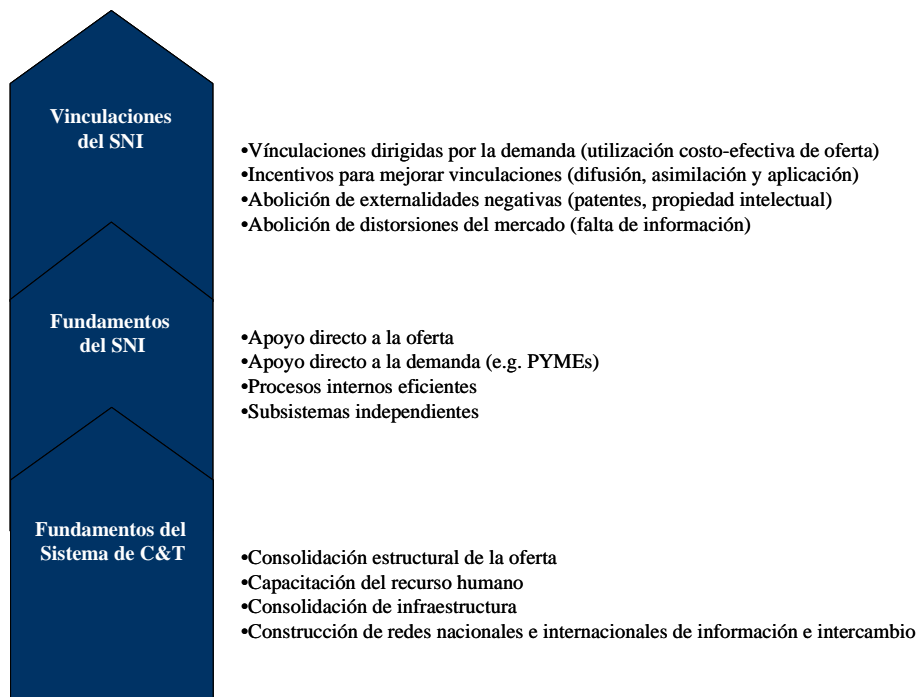 Vinculaciones
del SNI
•Vínculaciones dirigidas por la demanda (utilización costo-efectiva de oferta)
•Incentivos para mejorar vinculaciones (difusión, asimilación y aplicación)
•Abolición de externalidades negativas (patentes, propiedad intelectual)
•Abolición de distorsiones del mercado (falta de información)
Fundamentos
del SNI
•Apoyo directo a la oferta
•Apoyo directo a la demanda (e.g. PYMEs)
•Procesos internos eficientes
•Subsistemas independientes
Fundamentos del
Sistema de C&T
•Consolidación estructural de la oferta
•Capacitación del recurso humano
•Consolidación de infraestructura
•Construcción de redes nacionales e internacionales de información e intercambio